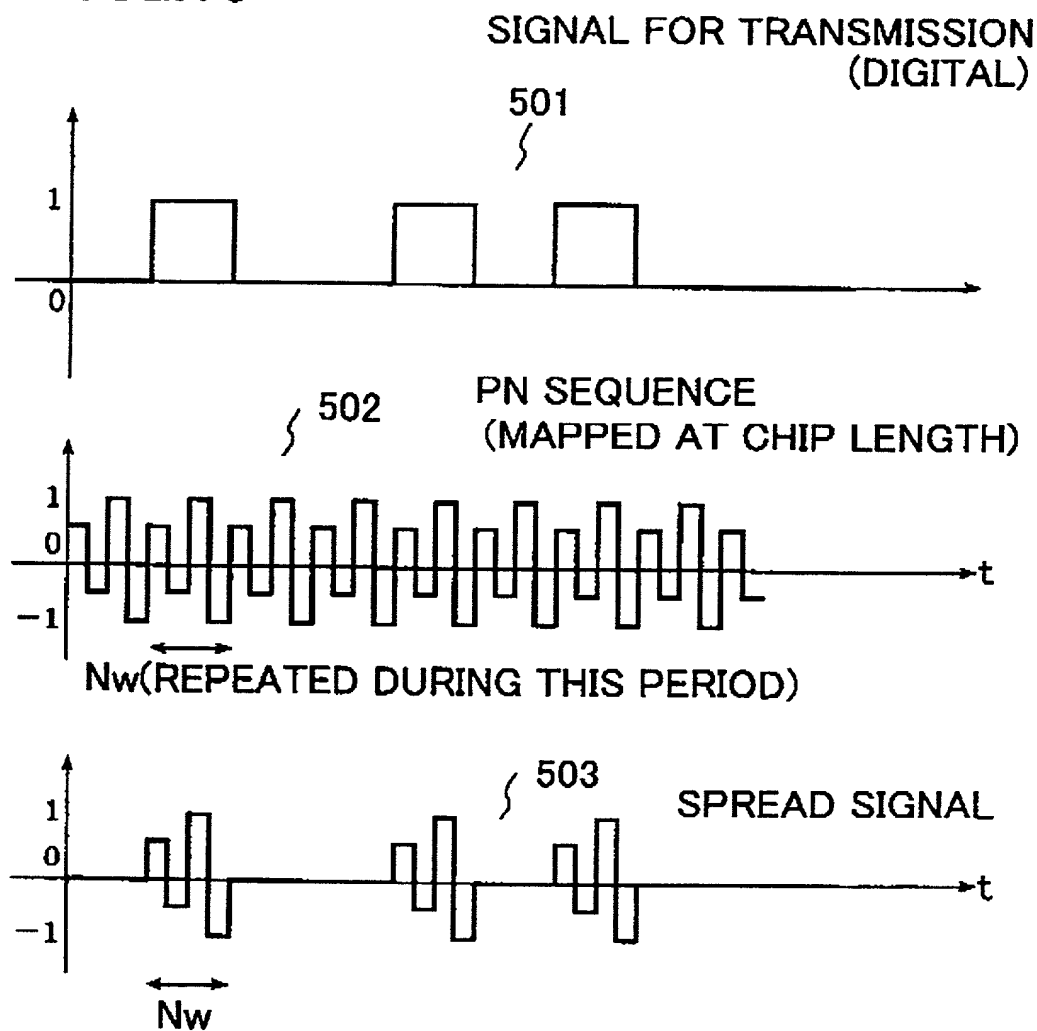 SIGNAL FOR TRANSMISSION
(DIGITAL)
501
1
0
502
PN SEQUENCE
(MAPPED AT CHIP LENGTH)
1
0
-1
t
Nw(REPEATED DURING THIS PERIOD)
503
SPREAD SIGNAL
1
0
-1
t
Nw